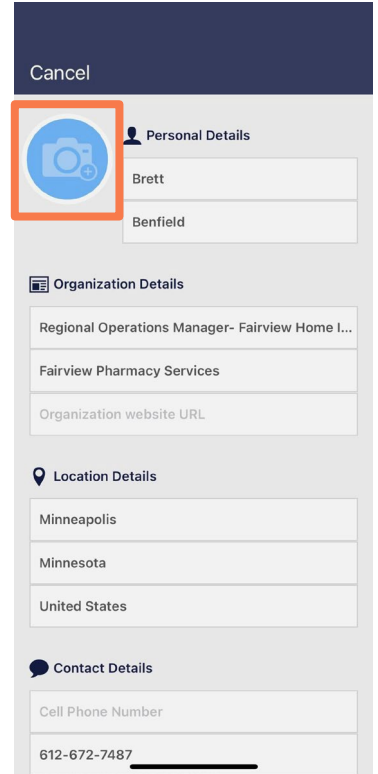 Cancel
Personal Details
Brett
Benfield
Organization Details
Regional Operations Manager- Fairview Home I...
Fairview Pharmacy Services
Organization website URL
Location Details
Minneapolis
Minnesota
United States
Contact Details
Cell Phone Number
612-672-7487